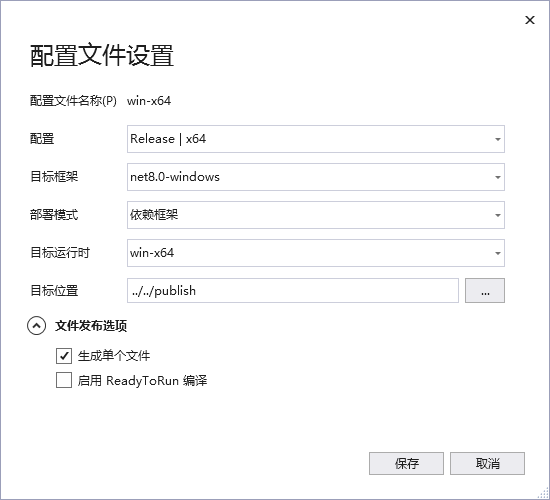 配置文件设置
配置文件名称(P) win-x64
配置 Release | x64
目标框架 net8.0-windows
部署模式 依赖框架
目标运行时 win-x64
目标位置 ../../publish ...
文件发布选项
生成单个文件
启用 ReadyToRun 编译
保存 取消